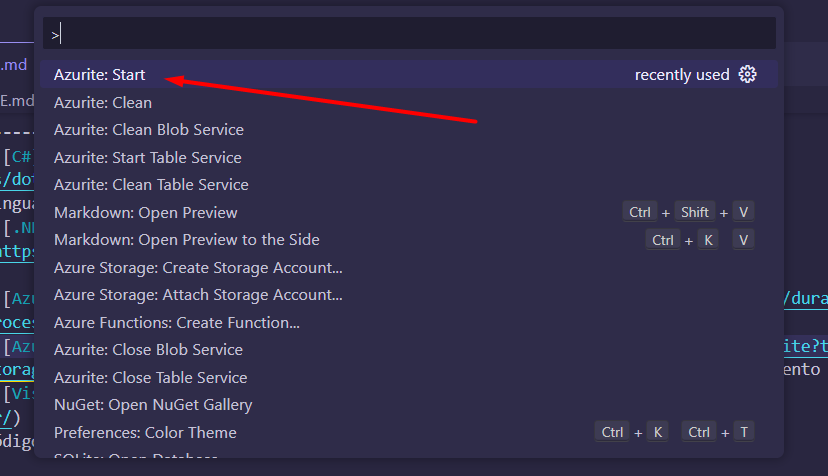 >
.md
Azurite: Start recently used
Azurite: Clean
E.md
Azurite: Clean Blob Service
[C#
Azurite: Start Table Service
s/do
Azurite: Clean Table Service
ingua
Markdown: Open Preview Ctrl + Shift + V
[.N
Markdown: Open Preview to the Side Ctrl + K V
https
Azure Storage: Create Storage Account...
Azure Storage: Attach Storage Account...
[Azu
/dura
Azure Functions: Create Function...
roces
Azurite: Close Blob Service
[Azu
ite?t
Azurite: Close Table Service
torag
ento
[Vis
NuGet: Open NuGet Gallery
r/)
Preferences: Color Theme Ctrl + K Ctrl + T
ódigo
SQLite: Open Database